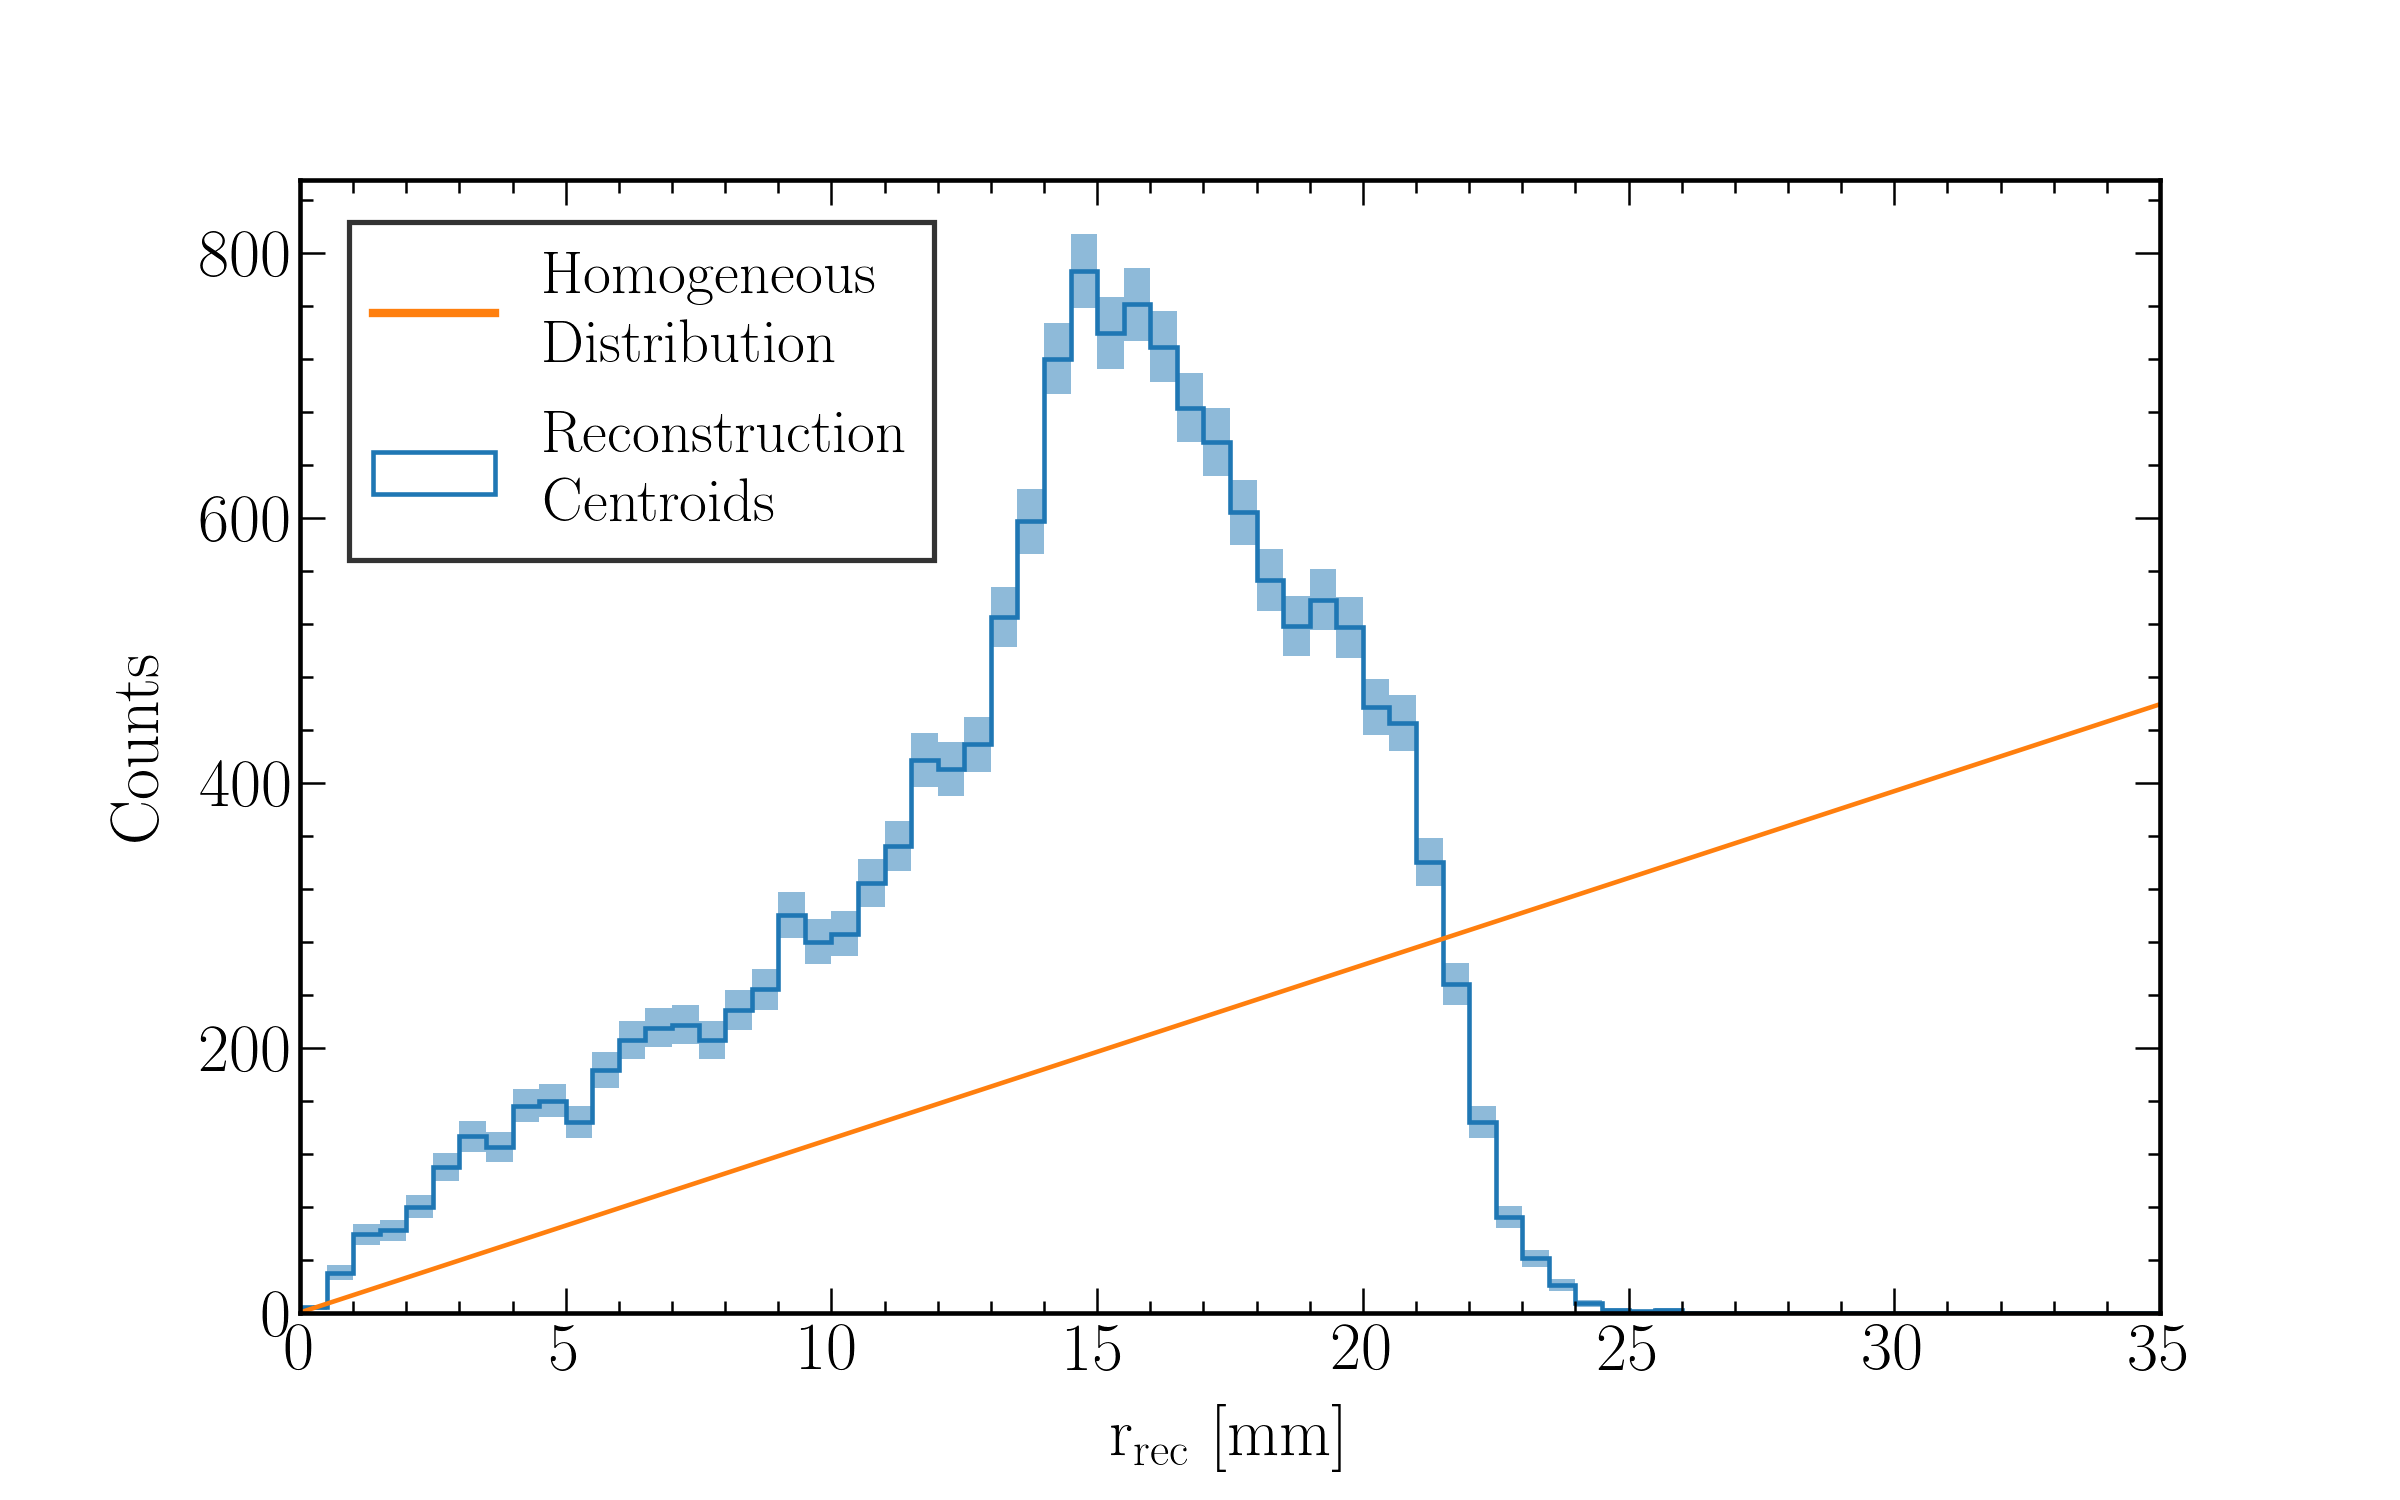 Homogeneous
Distribution
Reconstruction
Centroids
800
600
400
200
0
Counts
0 5 10 15 20 25 30 35
r_rec [mm]